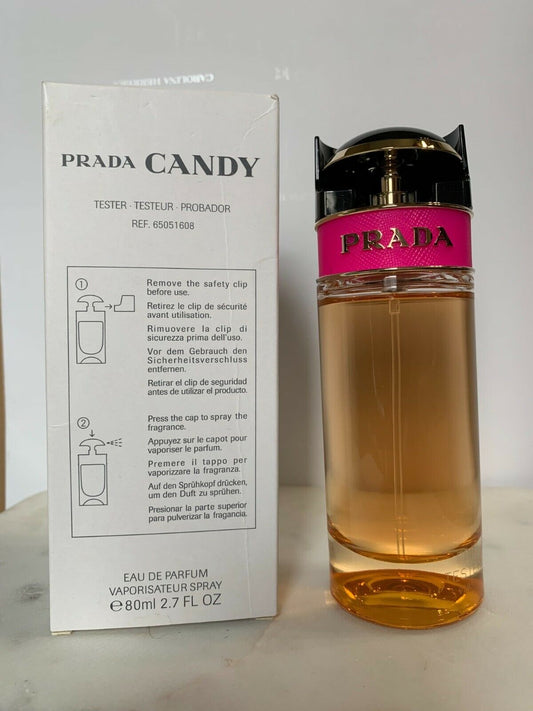 CAROLINA HERRERA
PRADA CANDY
TESTER - TESTEUR - PROBADOR
REF. 65051608
1
Remove the safety clip
before use.
Retirez le clip de sécurité
avant utilisation.
Rimuovere la clip di
sicurezza prima dell'uso.
Vor dem Gebrauch den
Sicherheitsverschluss
entfernen.
Retirar el clip de seguridad
antes de utilizar el producto.
2
Press the cap to spray the
fragrance.
Appuyez sur le capot pour
vaporiser le parfum.
Premere il tappo per
vaporizzare la fragranza.
Auf den Sprühkopf drücken,
um den Duft zu sprühen.
Presionar la parte superior
para pulverizar la fragancia.
EAU DE PARFUM
VAPORISATEUR SPRAY
℮80ml 2.7 FL OZ
PRADA